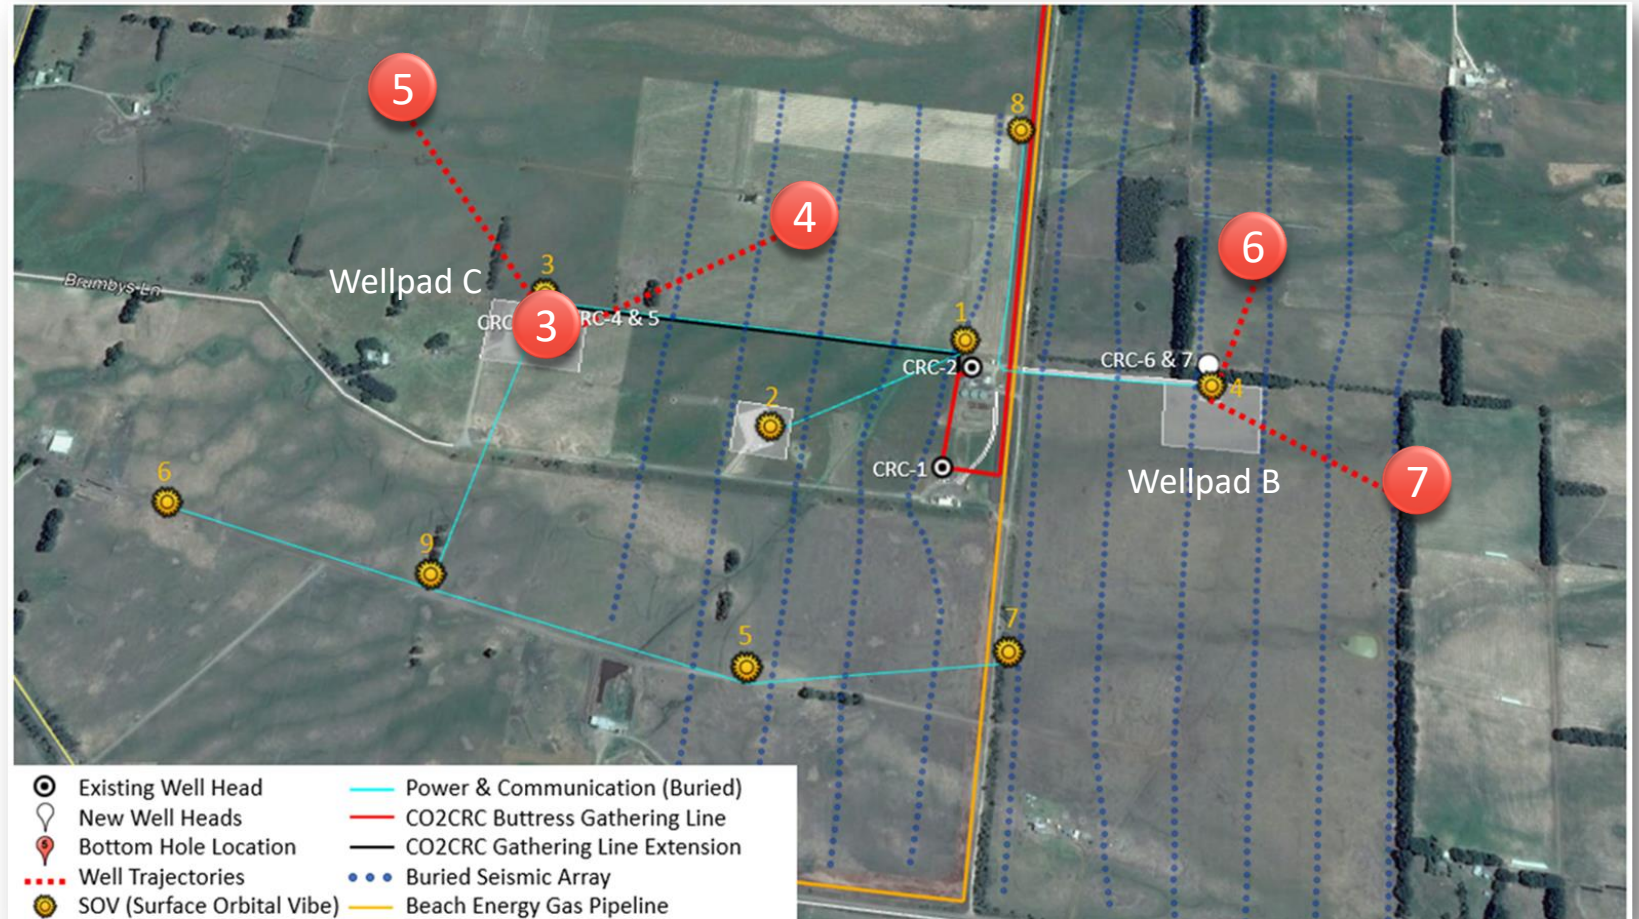 5
8
4
6
3
Wellpad C
Brumbys Ln
CRC
3
RC-4 & 5
1
CRC-2
CRC-6 & 7
4
2
CRC-1
Wellpad B
7
6
9
5
7
Existing Well Head
New Well Heads
5
Bottom Hole Location
Well Trajectories
SOV (Surface Orbital Vibe)
Power & Communication (Buried)
CO2CRC Buttress Gathering Line
CO2CRC Gathering Line Extension
Buried Seismic Array
Beach Energy Gas Pipeline